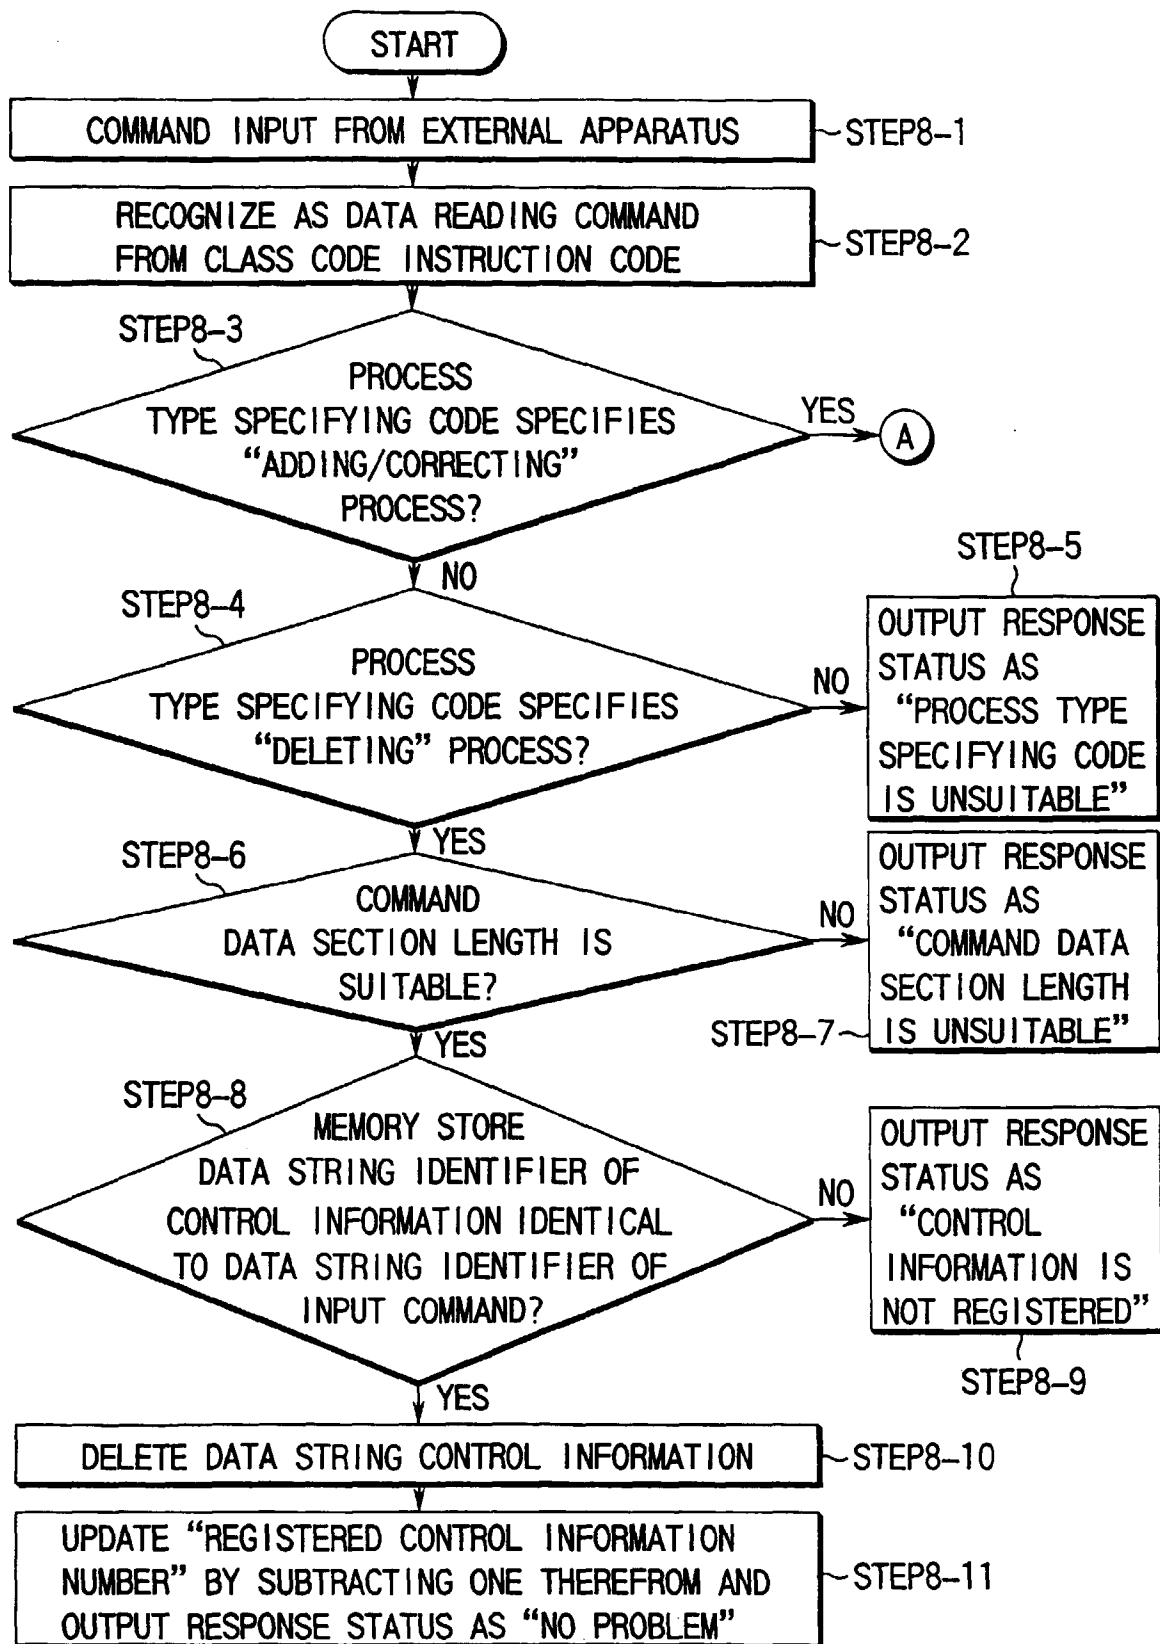 START
COMMAND INPUT FROM EXTERNAL APPARATUS
STEP8-1
RECOGNIZE AS DATA READING COMMAND
FROM CLASS CODE INSTRUCTION CODE
STEP8-2
STEP8-3
PROCESS
TYPE SPECIFYING CODE SPECIFIES
“ADDING/CORRECTING”
PROCESS?
YES
A
NO
STEP8-4
PROCESS
TYPE SPECIFYING CODE SPECIFIES
“DELETING” PROCESS?
NO
STEP8-5
OUTPUT RESPONSE
STATUS AS
“PROCESS TYPE
SPECIFYING CODE
IS UNSUITABLE”
YES
STEP8-6
COMMAND
DATA SECTION LENGTH IS
SUITABLE?
NO
OUTPUT RESPONSE
STATUS AS
“COMMAND DATA
SECTION LENGTH
IS UNSUITABLE”
STEP8-7
YES
STEP8-8
MEMORY STORE
DATA STRING IDENTIFIER OF
CONTROL INFORMATION IDENTICAL
TO DATA STRING IDENTIFIER OF
INPUT COMMAND?
NO
OUTPUT RESPONSE
STATUS AS
“CONTROL
INFORMATION IS
NOT REGISTERED”
STEP8-9
YES
DELETE DATA STRING CONTROL INFORMATION
STEP8-10
UPDATE “REGISTERED CONTROL INFORMATION
NUMBER” BY SUBTRACTING ONE THEREFROM AND
OUTPUT RESPONSE STATUS AS “NO PROBLEM”
STEP8-11